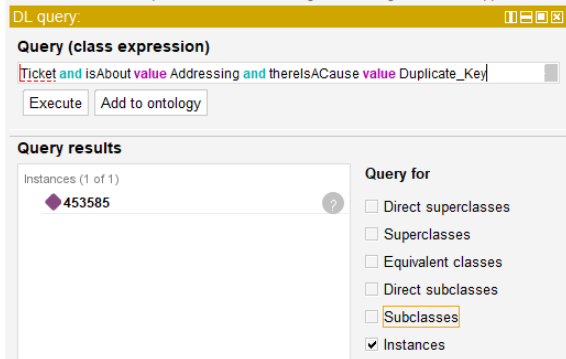 DL query:
Query (class expression)
Ticket and isAbout value Addressing and thereIsACause value Duplicate_Key
Execute Add to ontology
Query results
Instances (1 of 1)
453585
?
Query for
Direct superclasses
Superclasses
Equivalent classes
Direct subclasses
Subclasses
Instances